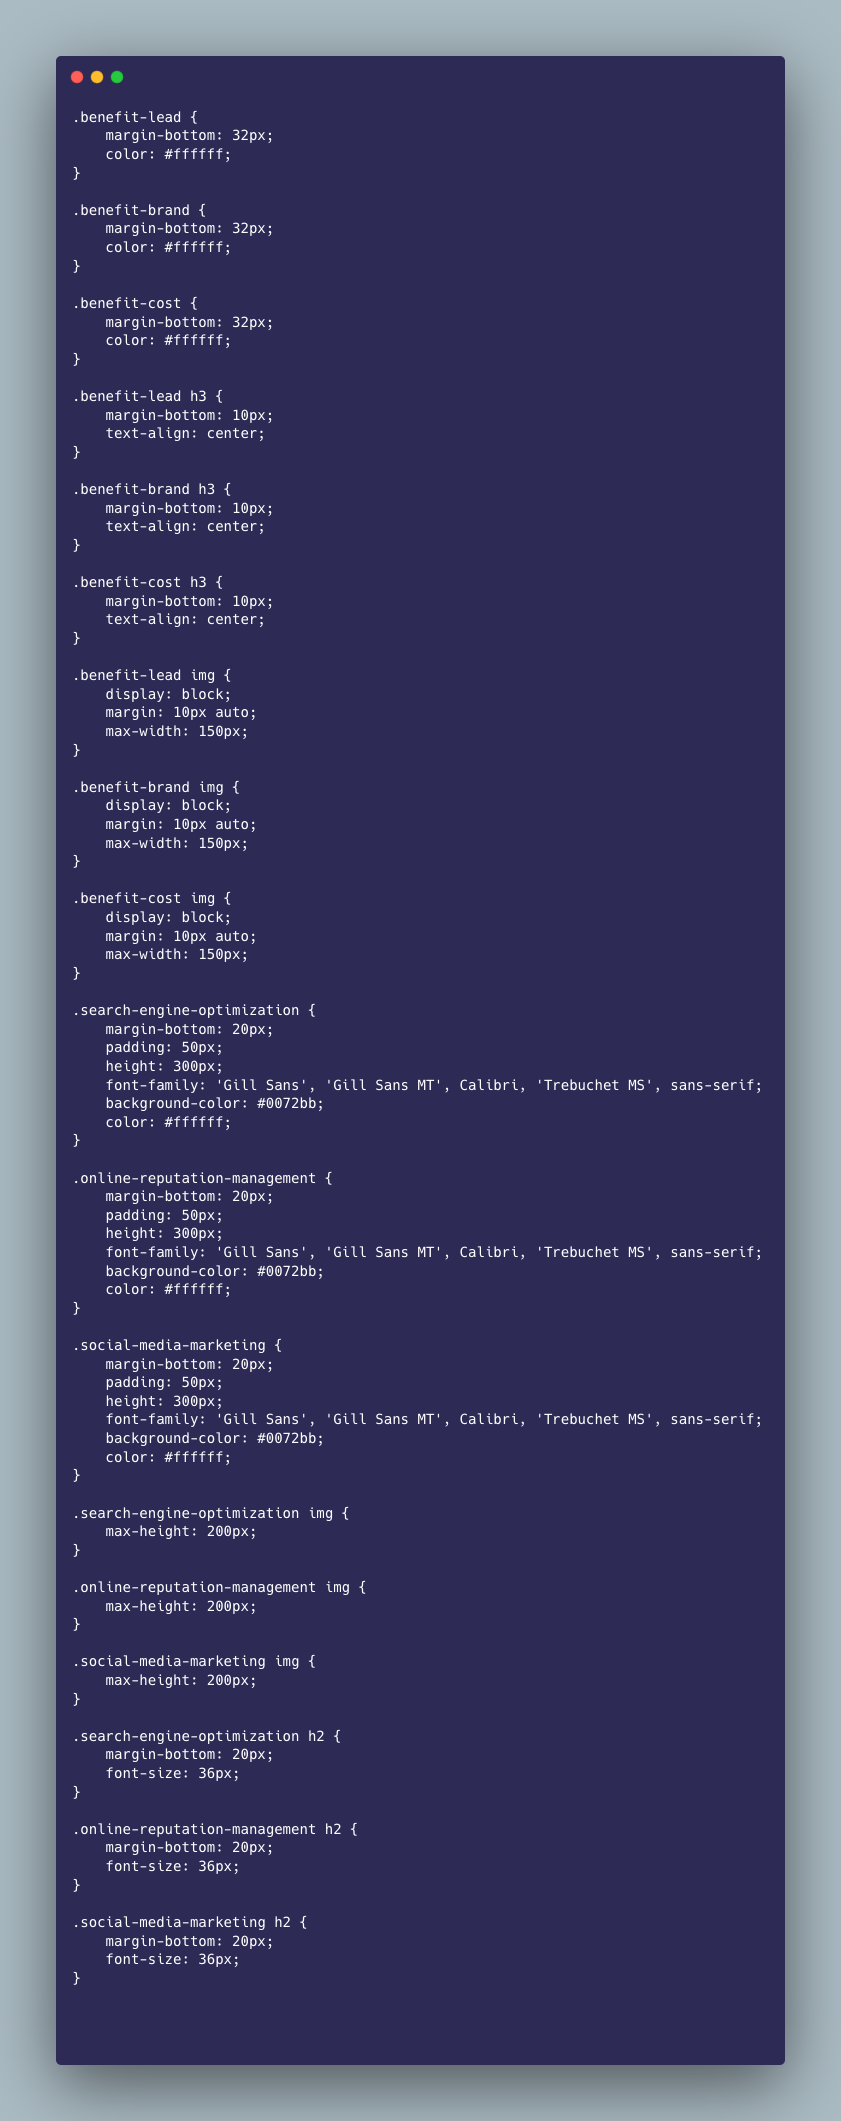 .benefit-lead {
    margin-bottom: 32px;
    color: #ffffff;
}

.benefit-brand {
    margin-bottom: 32px;
    color: #ffffff;
}

.benefit-cost {
    margin-bottom: 32px;
    color: #ffffff;
}

.benefit-lead h3 {
    margin-bottom: 10px;
    text-align: center;
}

.benefit-brand h3 {
    margin-bottom: 10px;
    text-align: center;
}

.benefit-cost h3 {
    margin-bottom: 10px;
    text-align: center;
}

.benefit-lead img {
    display: block;
    margin: 10px auto;
    max-width: 150px;
}

.benefit-brand img {
    display: block;
    margin: 10px auto;
    max-width: 150px;
}

.benefit-cost img {
    display: block;
    margin: 10px auto;
    max-width: 150px;
}

.search-engine-optimization {
    margin-bottom: 20px;
    padding: 50px;
    height: 300px;
    font-family: 'Gill Sans', 'Gill Sans MT', Calibri, 'Trebuchet MS', sans-serif;
    background-color: #0072bb;
    color: #ffffff;
}

.online-reputation-management {
    margin-bottom: 20px;
    padding: 50px;
    height: 300px;
    font-family: 'Gill Sans', 'Gill Sans MT', Calibri, 'Trebuchet MS', sans-serif;
    background-color: #0072bb;
    color: #ffffff;
}

.social-media-marketing {
    margin-bottom: 20px;
    padding: 50px;
    height: 300px;
    font-family: 'Gill Sans', 'Gill Sans MT', Calibri, 'Trebuchet MS', sans-serif;
    background-color: #0072bb;
    color: #ffffff;
}

.search-engine-optimization img {
    max-height: 200px;
}

.online-reputation-management img {
    max-height: 200px;
}

.social-media-marketing img {
    max-height: 200px;
}

.search-engine-optimization h2 {
    margin-bottom: 20px;
    font-size: 36px;
}

.online-reputation-management h2 {
    margin-bottom: 20px;
    font-size: 36px;
}

.social-media-marketing h2 {
    margin-bottom: 20px;
    font-size: 36px;
}